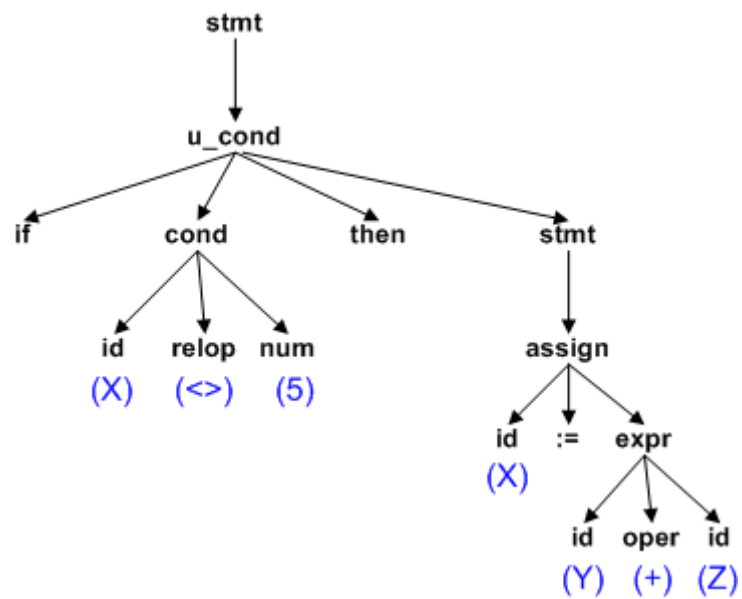 stmt
u_cond
if cond then stmt
id relop num assign
(X) (<>) (5)
id := expr
(X)
id oper id
(Y) (+) (Z)